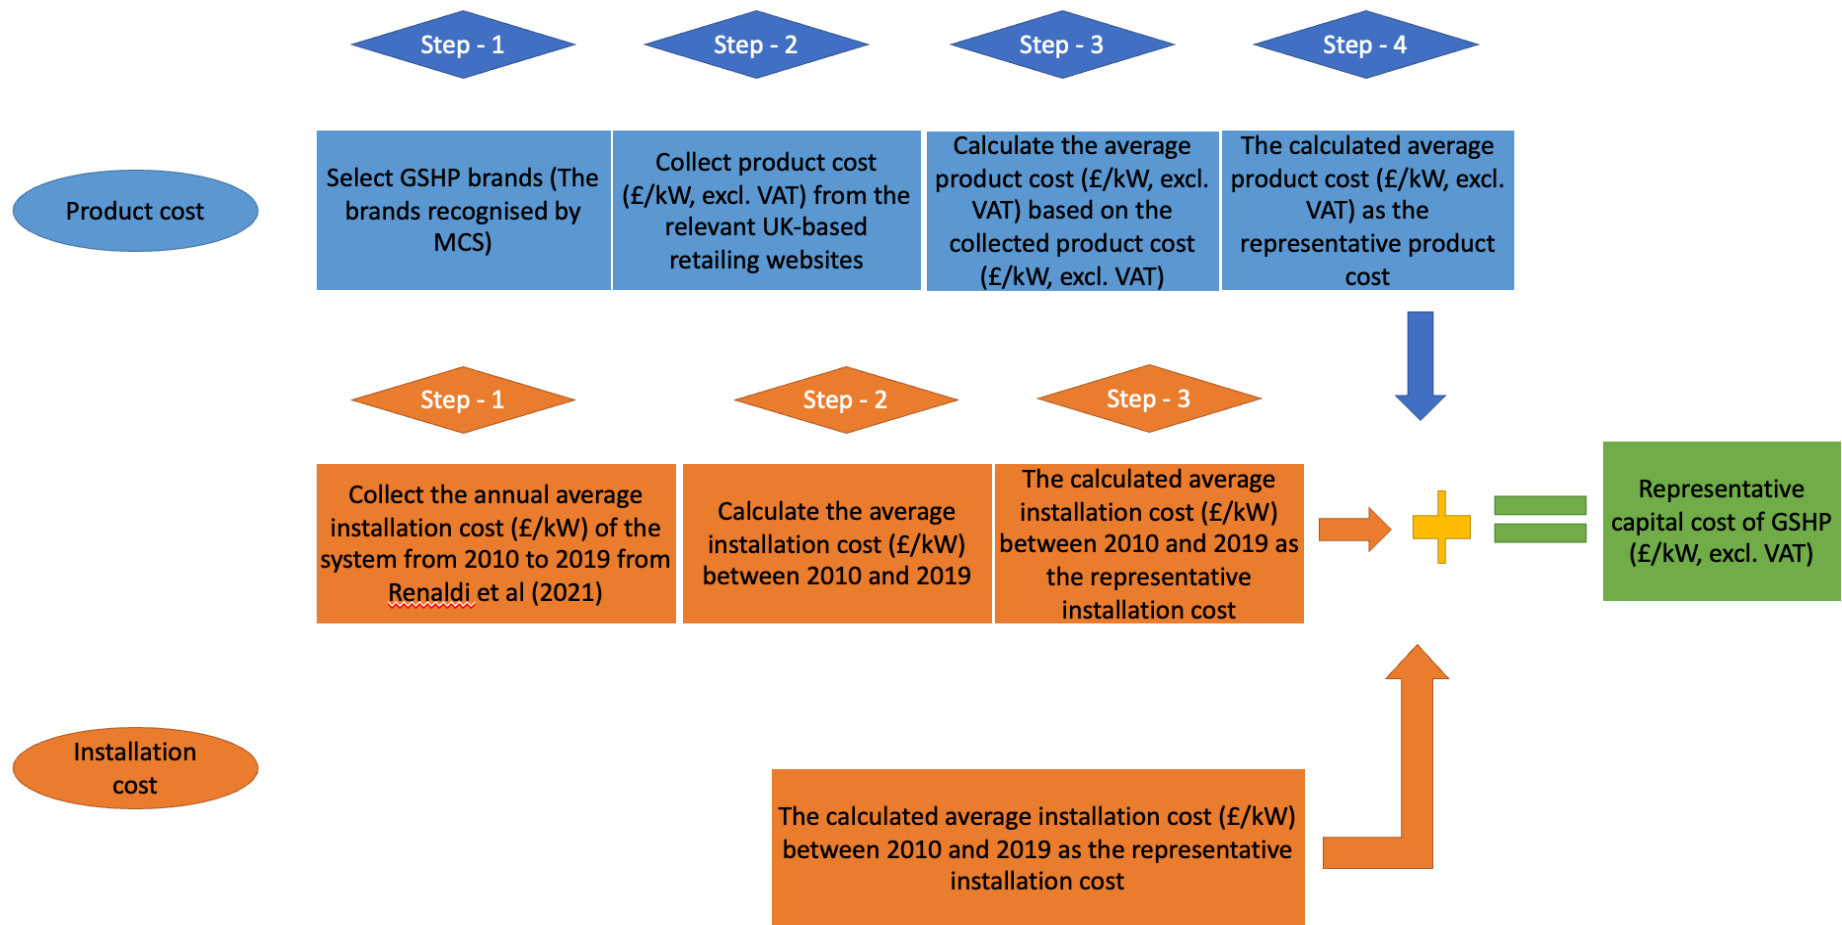 Step - 1
Step - 2
Step - 3
Step - 4
Product cost
Select GSHP brands (The
brands recognised by
MCS)
Collect product cost
(£/kW, excl. VAT) from the
relevant UK-based
retailing websites
Calculate the average
product cost (£/kW, excl.
VAT) based on the
collected product cost
(£/kW, excl. VAT)
The calculated average
product cost (£/kW, excl.
VAT) as the
representative product
cost
Step - 1
Step - 2
Step - 3
Collect the annual average
installation cost (£/kW) of the
system from 2010 to 2019 from
Renaldi et al (2021)
Calculate the average
installation cost (£/kW)
between 2010 and 2019
The calculated average
installation cost (£/kW)
between 2010 and 2019 as
the representative
installation cost
Representative
capital cost of GSHP
(£/kW, excl. VAT)
Installation
cost
The calculated average installation cost (£/kW)
between 2010 and 2019 as the representative
installation cost